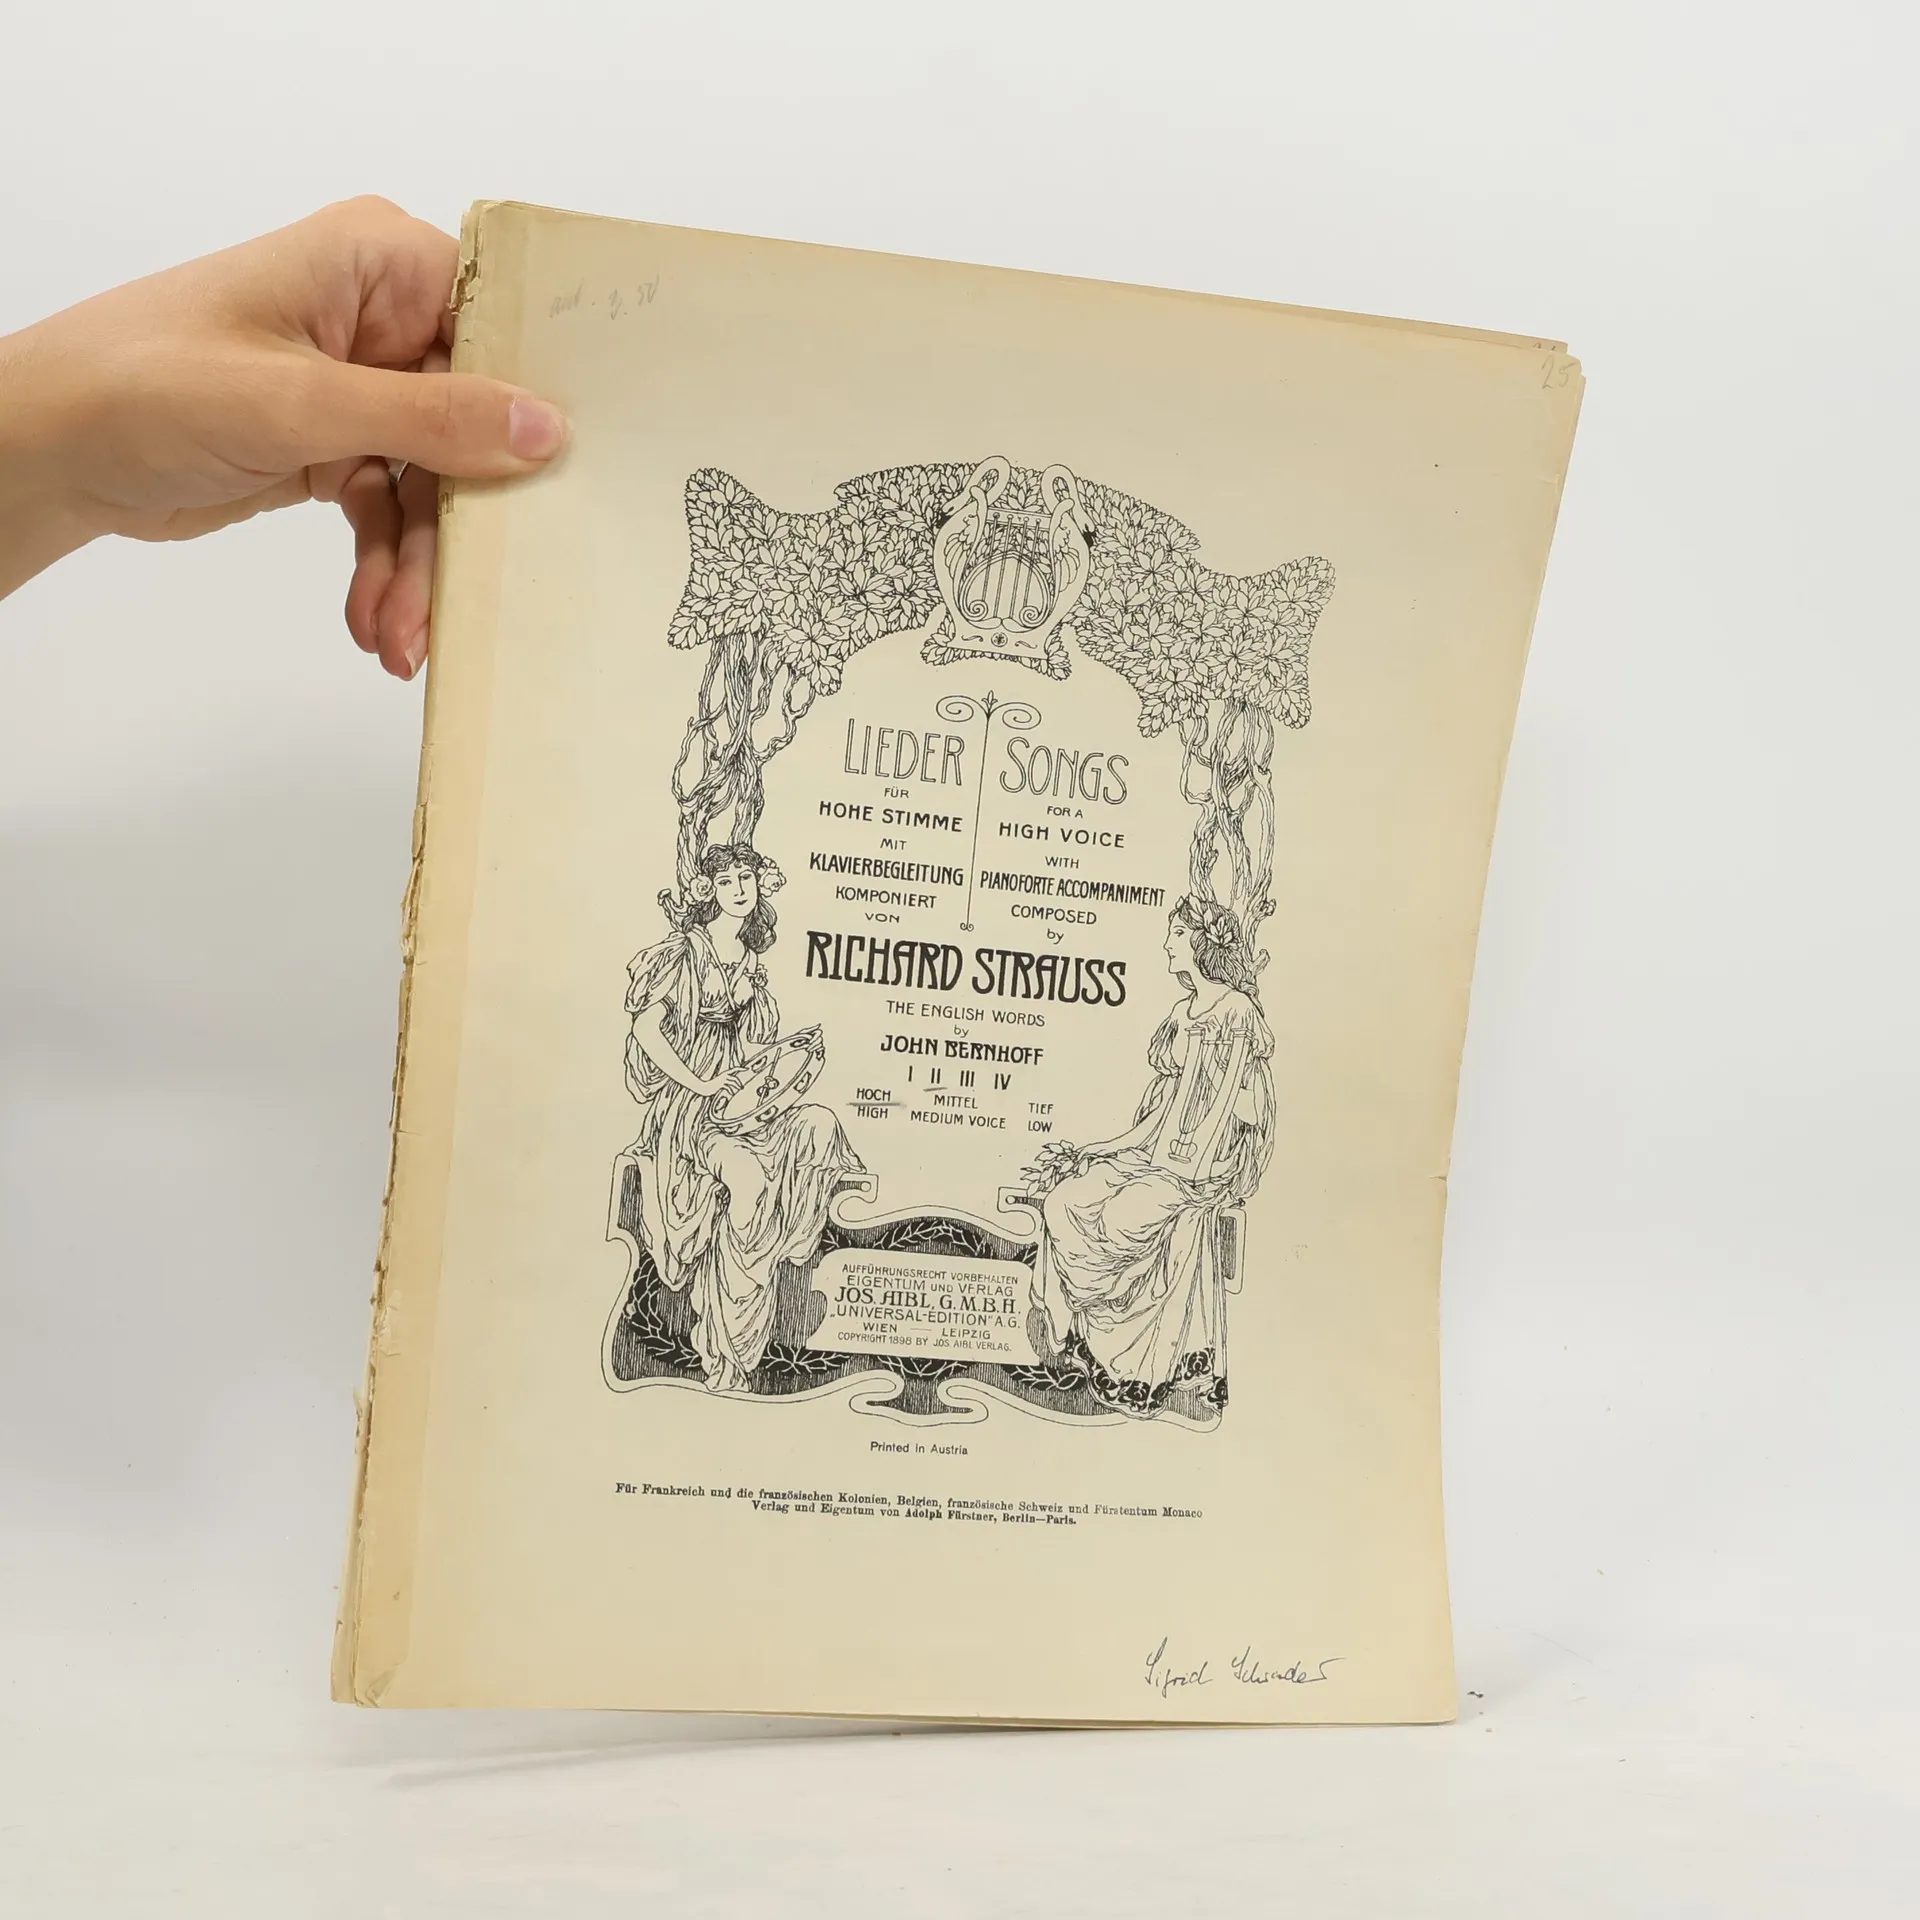 25
LIEDER
FÜR
HOHE STIMME
MIT
KLAVIERBEGLEITUNG
KOMPONIERT
VON
SONGS
FOR A
HIGH VOICE
WITH
PIANOFORTE ACCOMPANIMENT
COMPOSED
by
RICHARD STRAUSS
THE ENGLISH WORDS
by
JOHN BERNHOFF
I II III IV
HOCH MITTEL TIEF
HIGH MEDIUM VOICE LOW
AUFFÜHRUNGSRECHT VORBEHALTEN
EIGENTUM UND VERLAG
JOS. AIBL, G.M.B.H.
„UNIVERSAL-EDITION" A.G.
WIEN — LEIPZIG
COPYRIGHT 1898 BY JOS. AIBL VERLAG.
Printed in Austria
Für Frankreich und die französischen Kolonien, Belgien, französische Schweiz und Fürstentum Monaco
Verlag und Eigentum von Adolph Fürstner, Berlin—Paris.
Sigrid